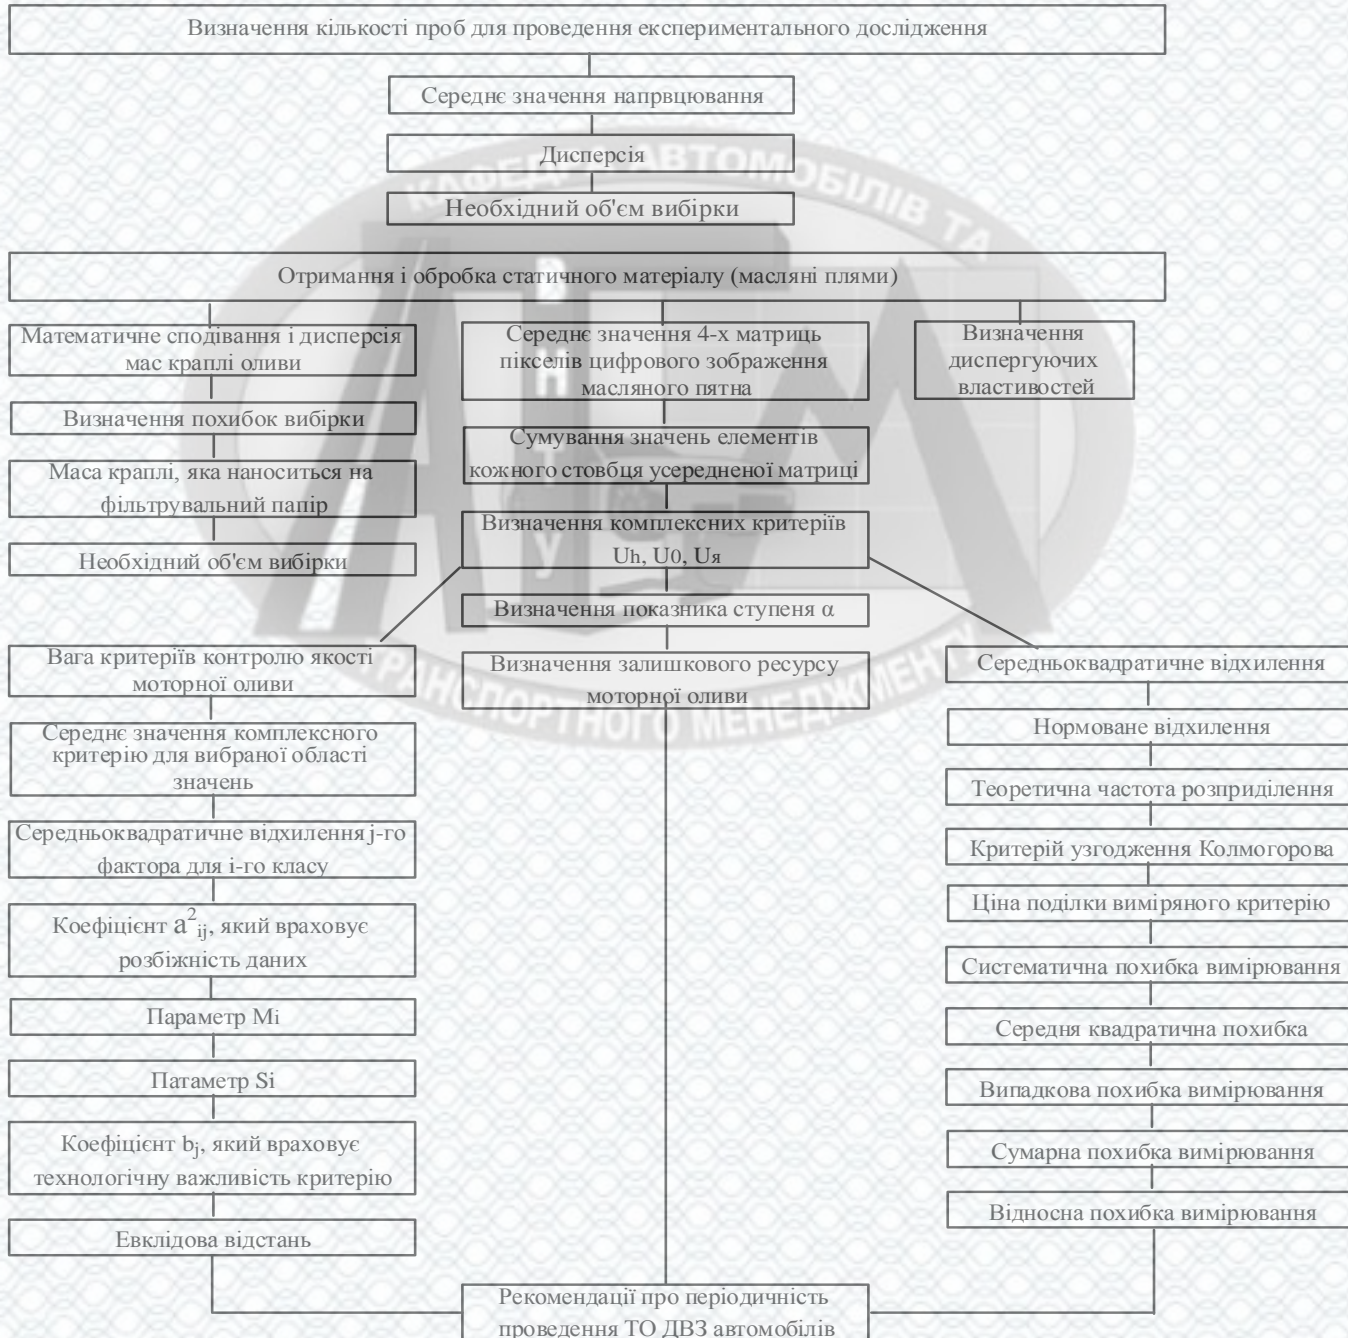 Визначення кількості проб для проведення експериментального дослідження
Середнє значення напрвцювання
Дисперсія
Необхідний об'єм вибірки
КАФЕДРА АВТОМОБІЛІВ ТА
ТРАНСПОРТНОГО МЕНЕДЖМЕНТУ
В
Н
Т
У
Отримання і обробка статичного матеріалу (масляні плями)
Математичне сподівання і дисперсія
мас краплі оливи
Визначення похибок вибірки
Маса краплі, яка наноситься на
фільтрувальний папір
Необхідний об'єм вибірки
Середнє значення 4-х матриць
пікселів цифрового зображення
масляного пятна
Сумування значень елементів
кожного стовбця усередненої матриці
Визначення комплексних критеріїв
Uh, U0, Uя
Визначення показника ступеня α
Визначення залишкового ресурсу
моторної оливи
Визначення
диспергуючих
властивостей
Вага критеріїв контролю якості
моторної оливи
Середнє значення комплексного
критерію для вибраної області
значень
Середньоквадратичне відхилення j-го
фактора для і-го класу
Коефіцієнт a²ij, який враховує
розбіжність даних
Параметр Mi
Патаметр Si
Коефіцієнт bj, який враховує
технологічну важливість критерію
Евклідова відстань
Середньоквадратичне відхилення
Нормоване відхилення
Теоретична частота розприділення
Критерій узгодження Колмогорова
Ціна поділки виміряного критерію
Систематична похибка вимірювання
Середня квадратична похибка
Випадкова похибка вимірювання
Сумарна похибка вимірювання
Відносна похибка вимірювання
Рекомендації про періодичність
проведення ТО ДВЗ автомобілів